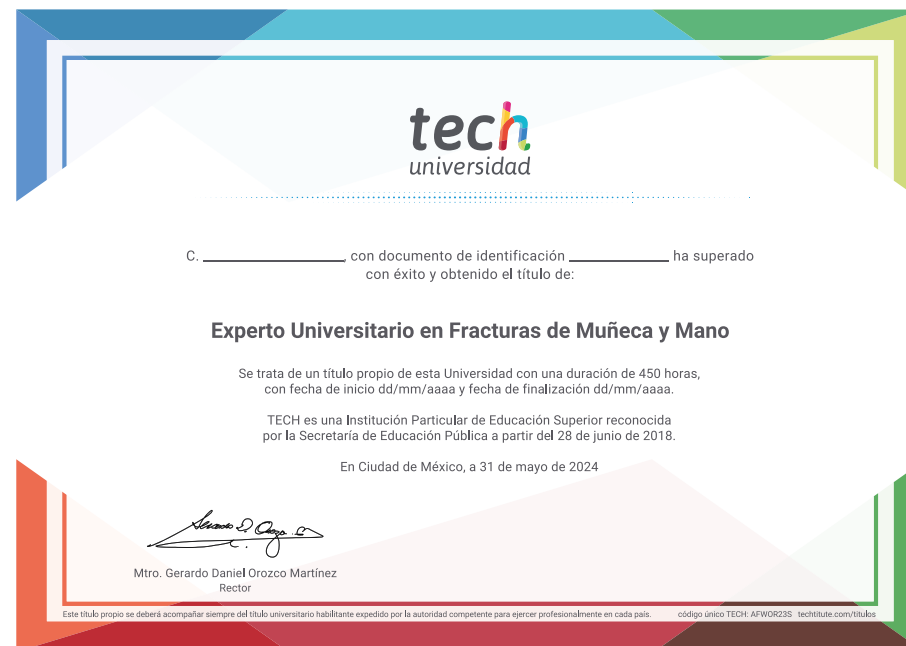 tech
universidad
C. ____________, con documento de identificación ____________ ha superado
con éxito y obtenido el título de:
Experto Universitario en Fracturas de Muñeca y Mano
Se trata de un título propio de esta Universidad con una duración de 450 horas,
con fecha de inicio dd/mm/aaaa y fecha de finalización dd/mm/aaaa.
TECH es una Institución Particular de Educación Superior reconocida
por la Secretaría de Educación Pública a partir del 28 de junio de 2018.
En Ciudad de México, a 31 de mayo de 2024
Mtro. Gerardo Daniel Orozco Martínez
Rector
Este título propio se deberá acompañar siempre del título universitario habilitante expedido por la autoridad competente para ejercer profesionalmente en cada país. código único TECH: AFWOR23S techtitute.com/titulos